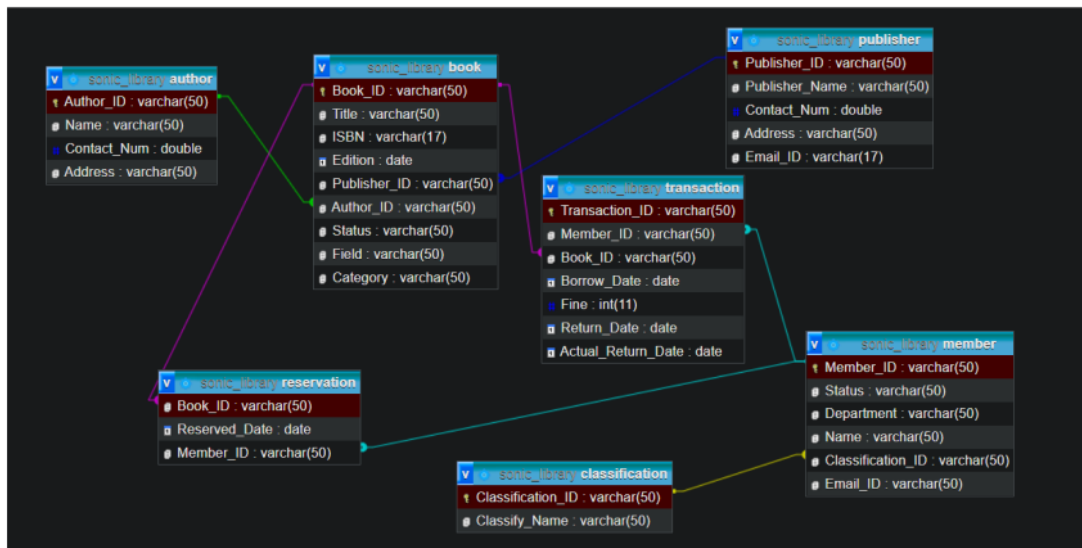 sonic_library author
Author_ID : varchar(50)
Name : varchar(50)
Contact_Num : double
Address : varchar(50)
sonic_library book
Book_ID : varchar(50)
Title : varchar(50)
ISBN : varchar(17)
Edition : date
Publisher_ID : varchar(50)
Author_ID : varchar(50)
Status : varchar(50)
Field : varchar(50)
Category : varchar(50)
sonic_library publisher
Publisher_ID : varchar(50)
Publisher_Name : varchar(50)
Contact_Num : double
Address : varchar(50)
Email_ID : varchar(17)
sonic_library transaction
Transaction_ID : varchar(50)
Member_ID : varchar(50)
Book_ID : varchar(50)
Borrow_Date : date
Fine : int(11)
Return_Date : date
Actual_Return_Date : date
sonic_library reservation
Book_ID : varchar(50)
Reserved_Date : date
Member_ID : varchar(50)
sonic_library member
Member_ID : varchar(50)
Status : varchar(50)
Department : varchar(50)
Name : varchar(50)
Classification_ID : varchar(50)
Email_ID : varchar(50)
sonic_library classification
Classification_ID : varchar(50)
Classify_Name : varchar(50)